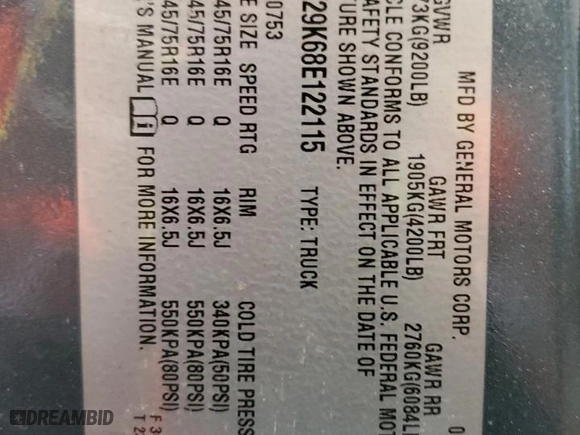 MFD BY GENERAL MOTORS CORP.
GVWR GAWR FRT GAWR RR
73KG(9200LB) 1905KG(4200LB) 2760KG(6084L
CLE CONFORMS TO ALL APPLICABLE U.S. FEDERAL MOT
AFETY STANDARDS IN EFFECT ON THE DATE OF
TURE SHOWN ABOVE.
29K68E122115 TYPE: TRUCK
0753
E SIZE SPEED RTG RIM COLD TIRE PRESS
45/75R16E Q 16X6.5J 340KPA(50PSI)
45/75R16E Q 16X6.5J 550KPA(80PSI)
45/75R16E Q 16X6.5J 550KPA(80PSI)
'S MANUAL i FOR MORE INFORMATION.
DREAMBID